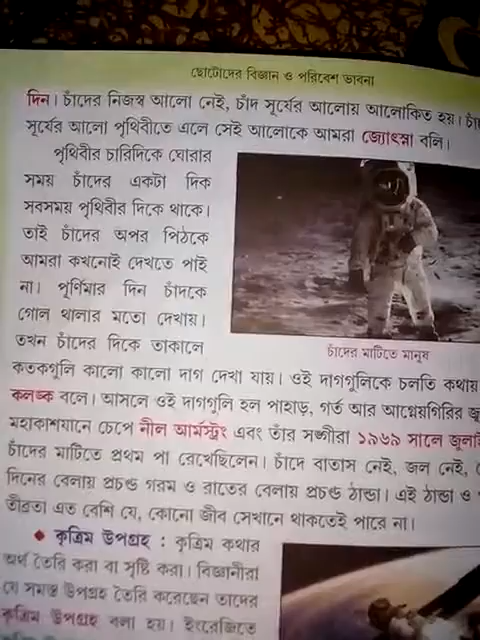 ছোটোদের বিজ্ঞান ও পরিবেশ ভাবনা
দিন। চাঁদের নিজস্ব আলো নেই, চাঁদ সূর্যের আলোয় আলোকিত হয়।
সূর্যের আলো পৃথিবীতে এলে সেই আলোকে আমরা জ্যোৎস্না বলি।
পৃথিবীর চারিদিকে ঘোরার
সময় চাঁদের একটা দিক
সবসময় পৃথিবীর দিকে থাকে।
তাই চাঁদের অপর পিঠকে
আমরা কখনোই দেখতে পাই
না। পূর্ণিমার দিন চাঁদকে
গোল থালার মতো দেখায়।
তখন চাঁদের দিকে তাকালে
চাঁদের মাটিতে মানুষ
কতকগুলি কালো কালো দাগ দেখা যায়। ওই দাগগুলিকে চলতি কথায়
কলঙ্ক বলে। আসলে ওই দাগগুলি হল পাহাড়, গর্ত আর আগ্নেয়গিরির
মহাকাশযানে চেপে নীল আর্মস্ট্রং এবং তাঁর সঙ্গীরা ১৯৬৯ সালে
চাঁদের মাটিতে প্রথম পা রেখেছিলেন। চাঁদে বাতাস নেই, জল নেই,
দিনের বেলায় প্রচণ্ড গরম ও রাতের বেলায় প্রচণ্ড ঠান্ডা। এই ঠান্ডা ও
তীব্রতা এত বেশি যে, কোনো জীব সেখানে থাকতেই পারে না।
◆ কৃত্রিম উপগ্রহ : কৃত্রিম কথার
অর্থ তৈরি করা বা সৃষ্টি করা। বিজ্ঞানীরা
যে সমস্ত উপগ্রহ তৈরি করেছেন তাদের
কৃত্রিম উপগ্রহ বলা হয়। ইংরেজিতে